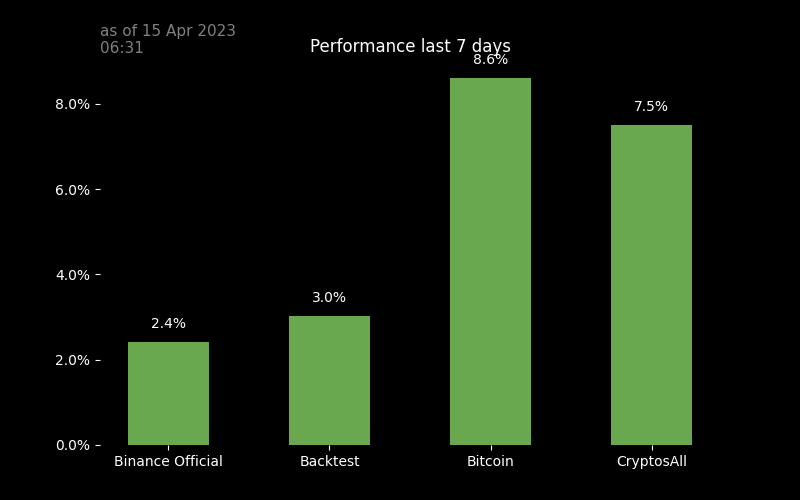 as of 15 Apr 2023
06:31
Performance last 7 days
8.6%
7.5%
8.0%
6.0%
4.0%
3.0%
2.4%
2.0%
0.0%
Binance Official
Backtest
Bitcoin
CryptosAll